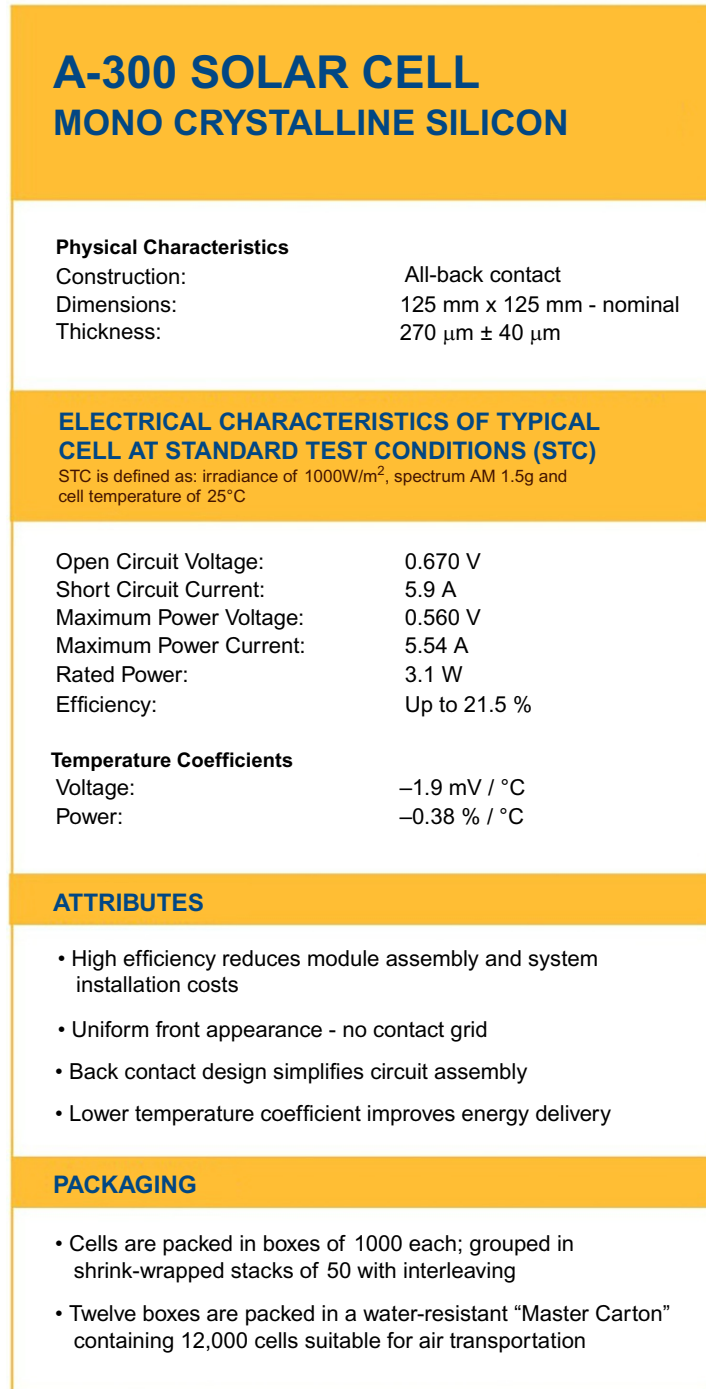 A-300 SOLAR CELL
MONO CRYSTALLINE SILICON
Physical Characteristics
Construction: All-back contact
Dimensions: 125 mm x 125 mm - nominal
Thickness: 270 μm ± 40 μm
ELECTRICAL CHARACTERISTICS OF TYPICAL
CELL AT STANDARD TEST CONDITIONS (STC)
STC is defined as: irradiance of 1000W/m², spectrum AM 1.5g and
cell temperature of 25°C
Open Circuit Voltage: 0.670 V
Short Circuit Current: 5.9 A
Maximum Power Voltage: 0.560 V
Maximum Power Current: 5.54 A
Rated Power: 3.1 W
Efficiency: Up to 21.5 %
Temperature Coefficients
Voltage: –1.9 mV / °C
Power: –0.38 % / °C
ATTRIBUTES
• High efficiency reduces module assembly and system
installation costs
• Uniform front appearance - no contact grid
• Back contact design simplifies circuit assembly
• Lower temperature coefficient improves energy delivery
PACKAGING
• Cells are packed in boxes of 1000 each; grouped in
shrink-wrapped stacks of 50 with interleaving
• Twelve boxes are packed in a water-resistant “Master Carton”
containing 12,000 cells suitable for air transportation